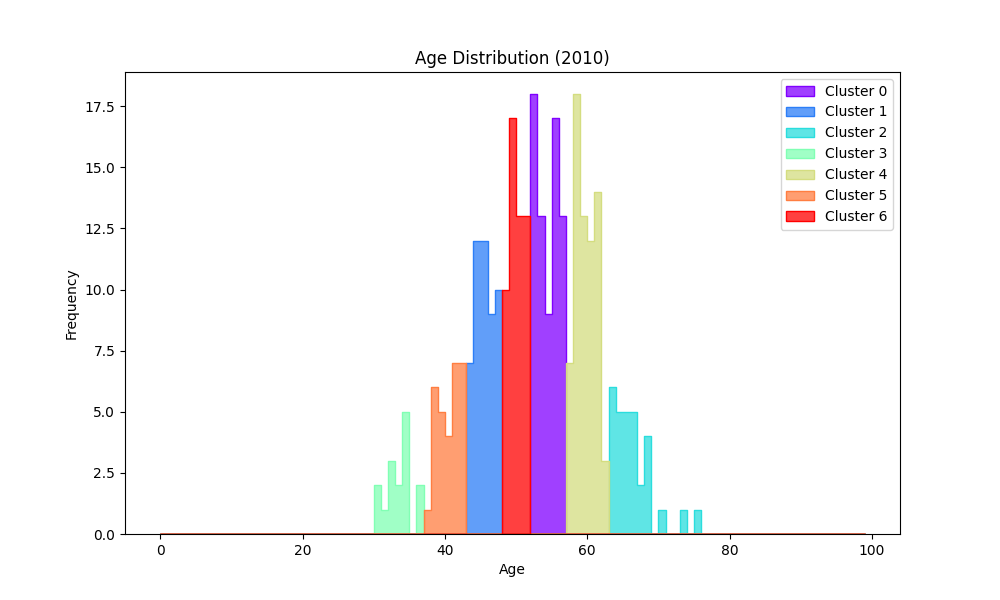 Age Distribution (2010)
Cluster 0
Cluster 1
Cluster 2
Cluster 3
Cluster 4
Cluster 5
Cluster 6
Frequency
17.5
15.0
12.5
10.0
7.5
5.0
2.5
0.0
0 20 40 60 80 100
Age